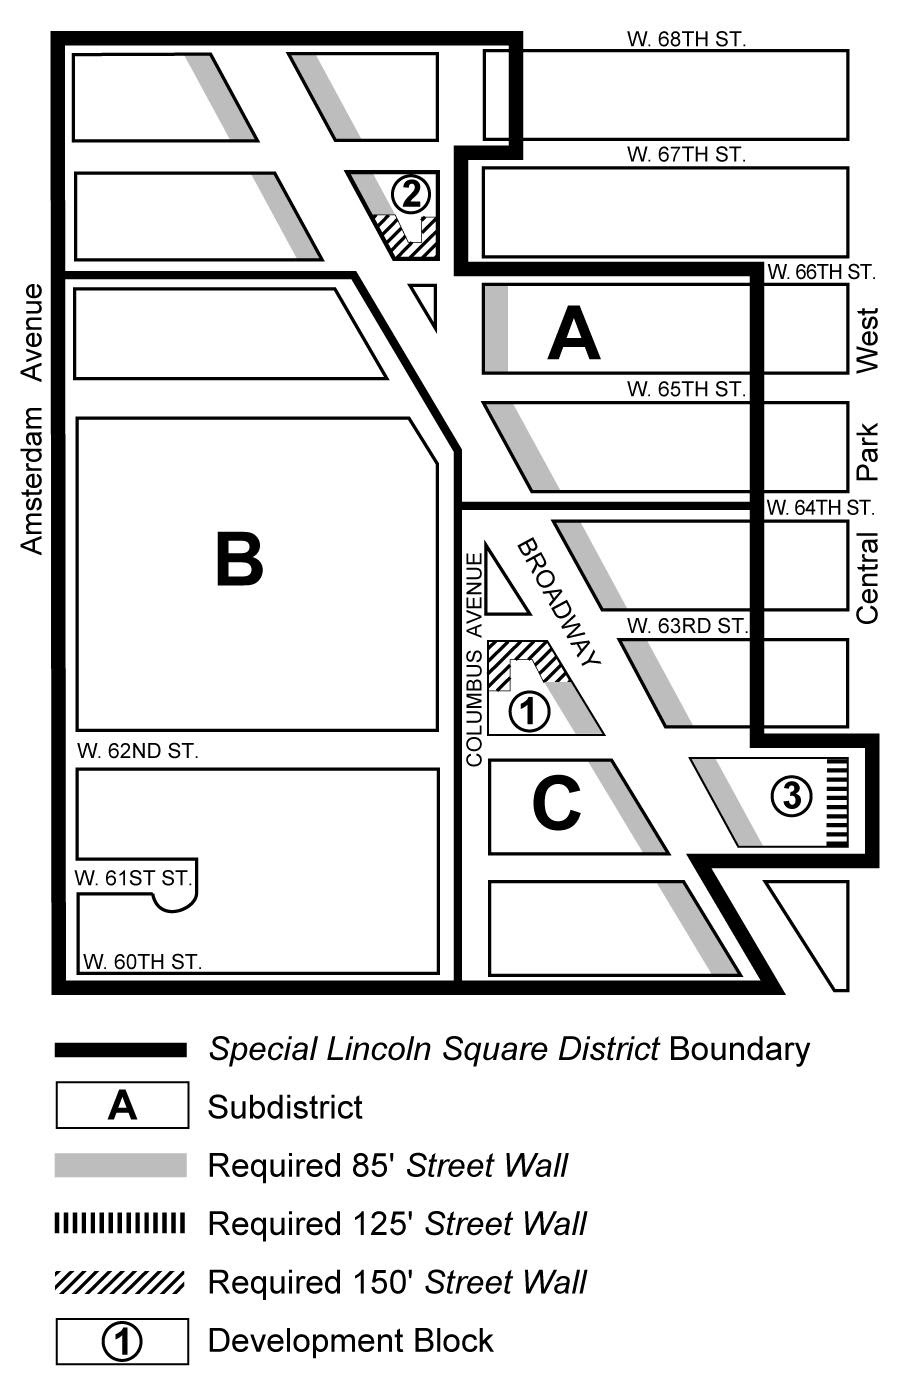 W. 68TH ST.
W. 67TH ST.
2
W. 66TH ST.
A
W. 65TH ST.
W. 64TH ST.
Amsterdam Avenue
Central Park West
B
COLUMBUS AVENUE
BROADWAY
W. 63RD ST.
1
W. 62ND ST.
C
3
W. 61ST ST.
W. 60TH ST.
Special Lincoln Square District Boundary
A Subdistrict
Required 85' Street Wall
Required 125' Street Wall
Required 150' Street Wall
1 Development Block